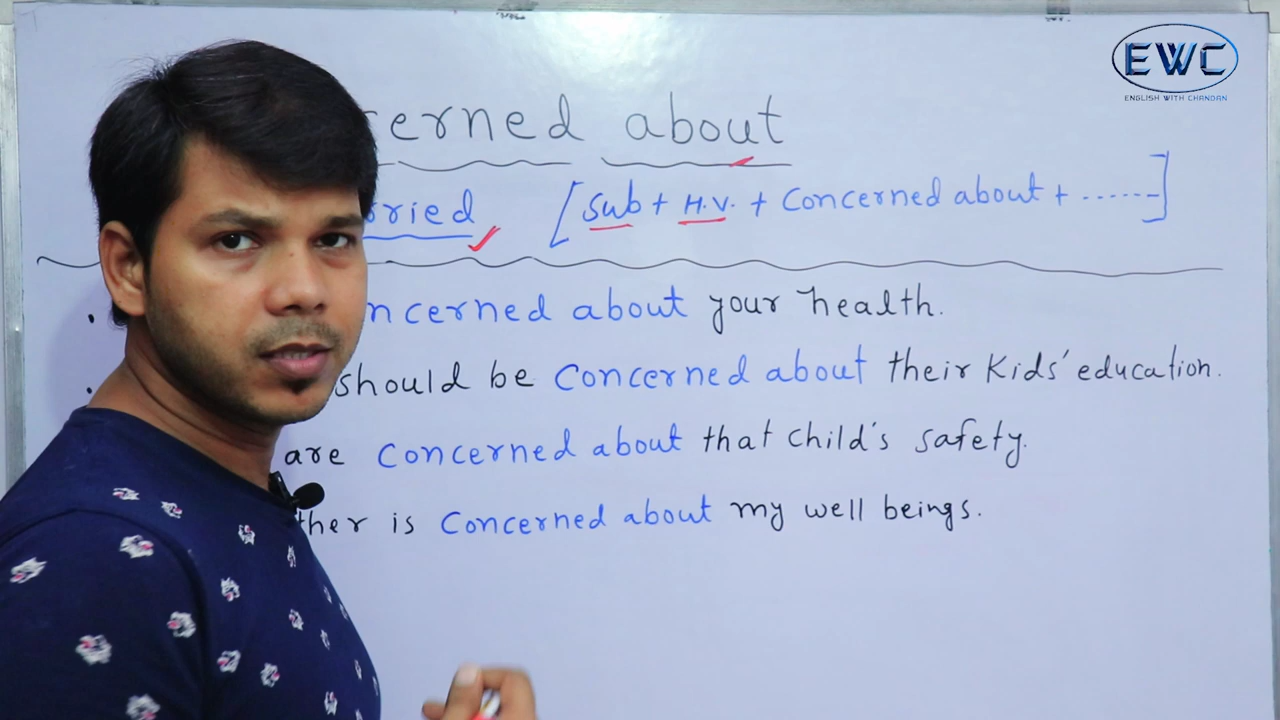 EWC
ENGLISH WITH CHANDAN
cerned about
rried [Sub + H.V. + Concerned about + ......]
ncerned about your health.
should be Concerned about their Kids' education.
are Concerned about that child's safety.
ther is Concerned about my well beings.